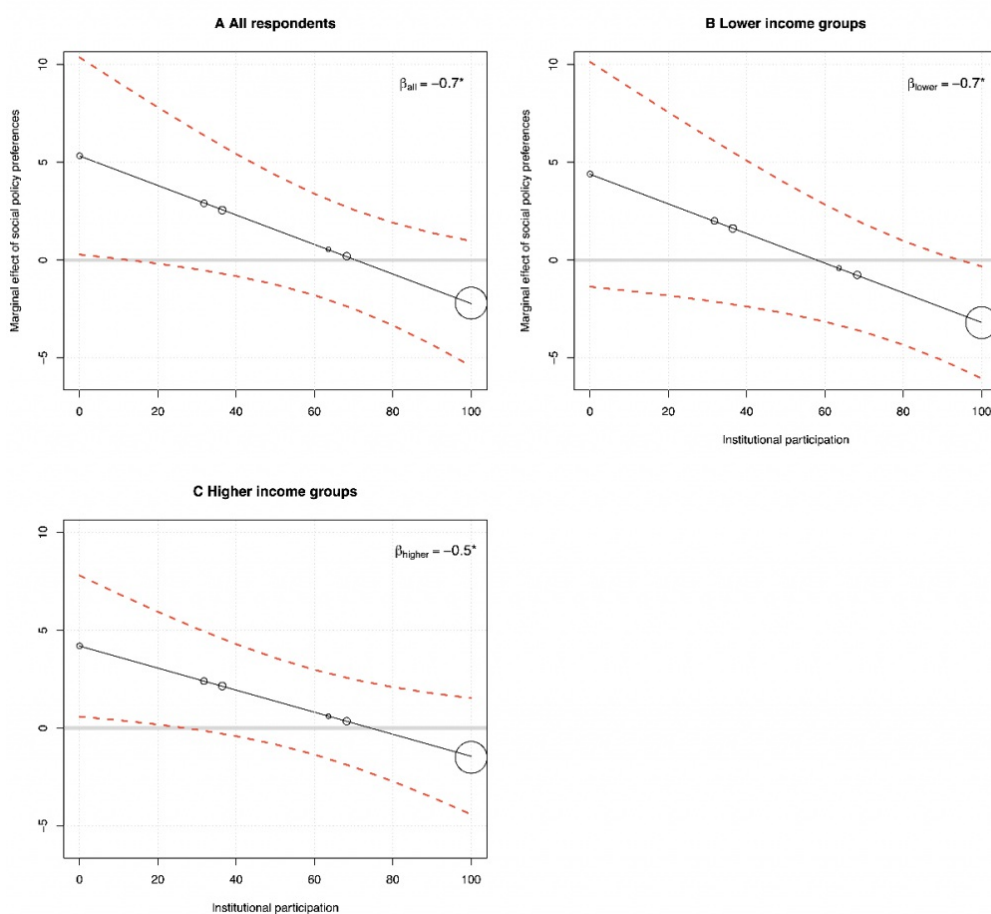 A All respondents
10
5
0
−5
Marginal effect of social policy preferences
βall = −0.7*
0 20 40 60 80 100
B Lower income groups
10
5
0
−5
Marginal effect of social policy preferences
βlower = −0.7*
0 20 40 60 80 100
Institutional participation
C Higher income groups
10
5
0
−5
βhigher = −0.5*
0 20 40 60 80 100
Institutional participation